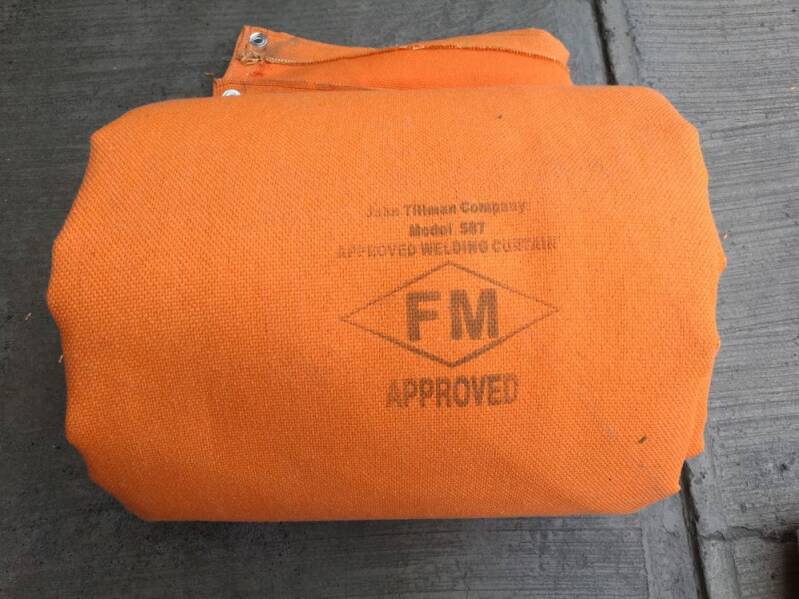 John Tillman Company
Model 587
APPROVED WELDING CURTAIN
FM
APPROVED